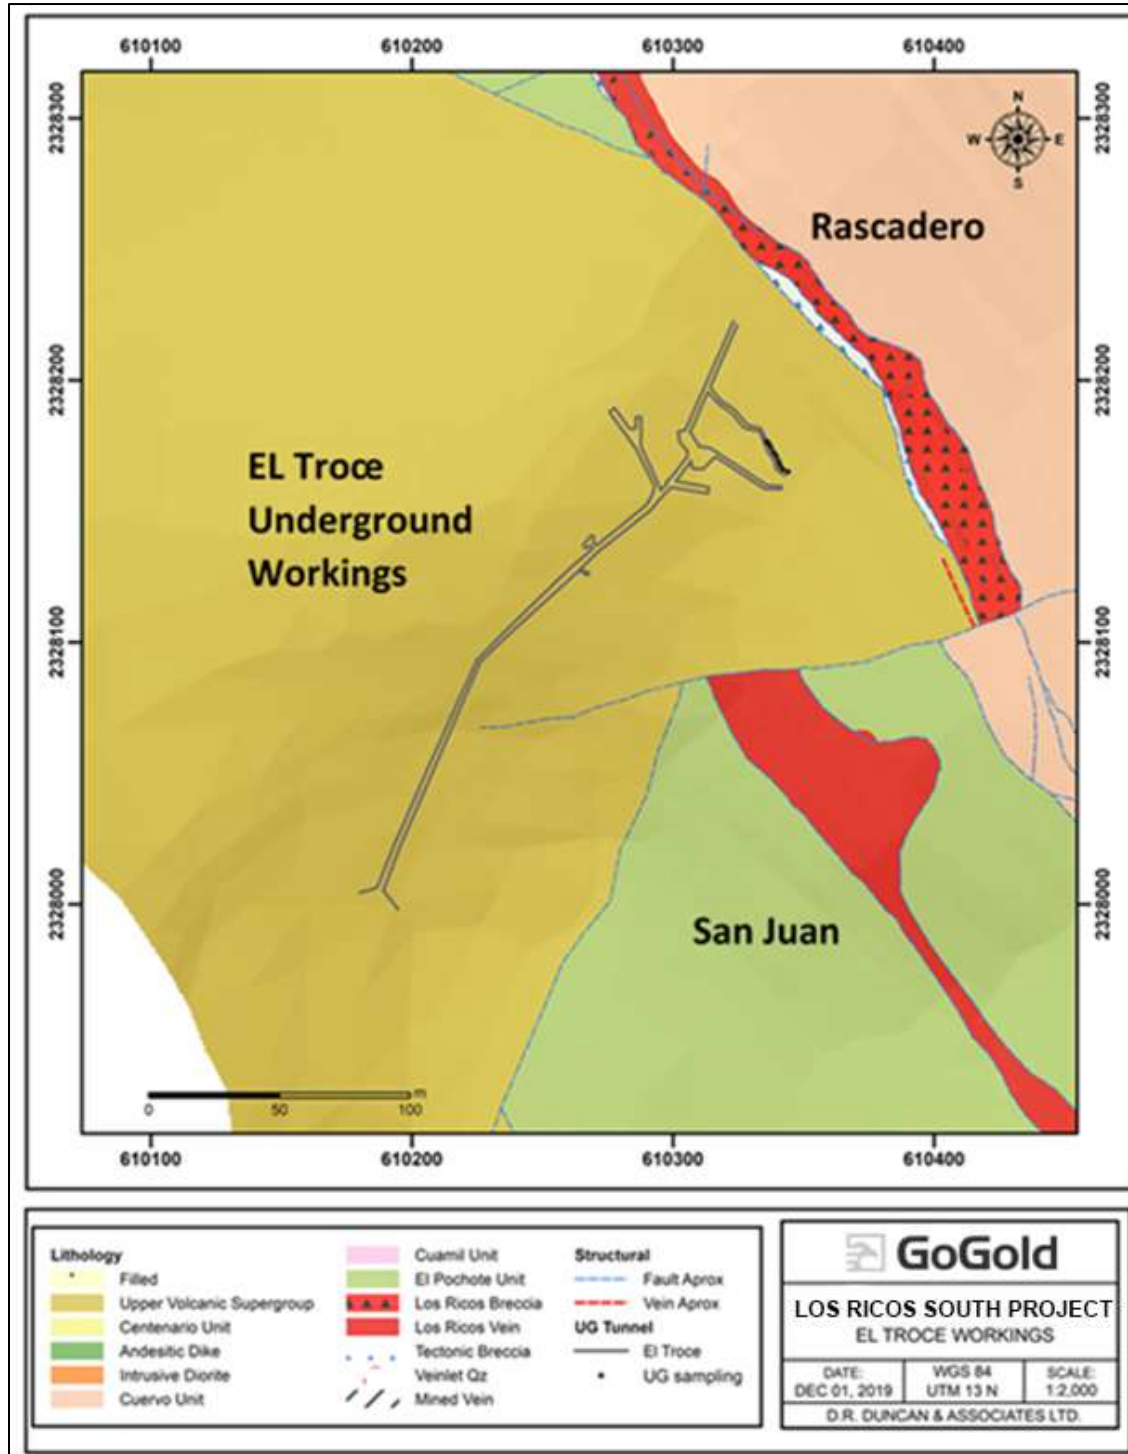 610100 610200 610300 610400
2328300
2328300
N
W E
S
Rascadero
2328200
2328200
EL Troce
Underground
Workings
2328100
2328100
2328000
2328000
San Juan
m
0 50 100
610100 610200 610300 610400
Lithology
Filled
Upper Volcanic Supergroup
Centenario Unit
Andesitic Dike
Intrusive Diorite
Cuervo Unit
Cuamil Unit
El Pochote Unit
Los Ricos Breccia
Los Ricos Vein
Tectonic Breccia
Veinlet Qz
Mined Vein
Structural
Fault Aprox
Vein Aprox
UG Tunnel
El Troce
UG sampling
GoGold
LOS RICOS SOUTH PROJECT
EL TROCE WORKINGS
DATE:
DEC 01, 2019
WGS 84
UTM 13 N
SCALE:
1:2,000
D.R. DUNCAN & ASSOCIATES LTD.